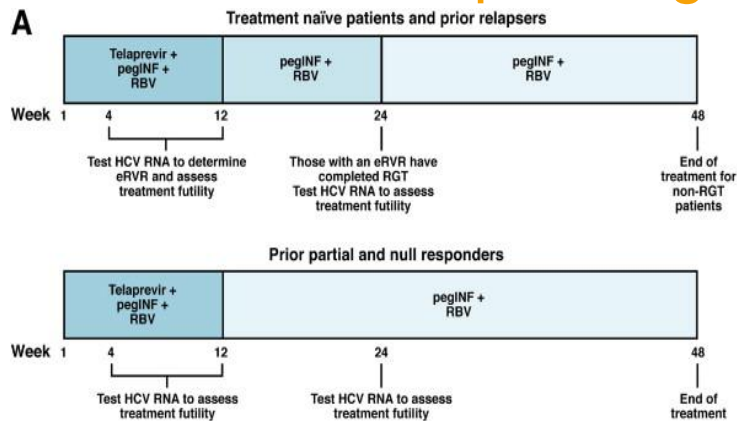 A
Treatment naïve patients and prior relapsers
Telaprevir +
pegINF +
RBV
pegINF +
RBV
pegINF +
RBV
Week 1 4 12 24 48
Test HCV RNA to determine
eRVR and assess
treatment futility
Those with an eRVR have
completed RGT
Test HCV RNA to assess
treatment futility
End of
treatment for
non-RGT
patients
Prior partial and null responders
Telaprevir +
pegINF +
RBV
pegINF +
RBV
Week 1 4 12 24 48
Test HCV RNA to assess
treatment futility
Test HCV RNA to assess
treatment futility
End of
treatment